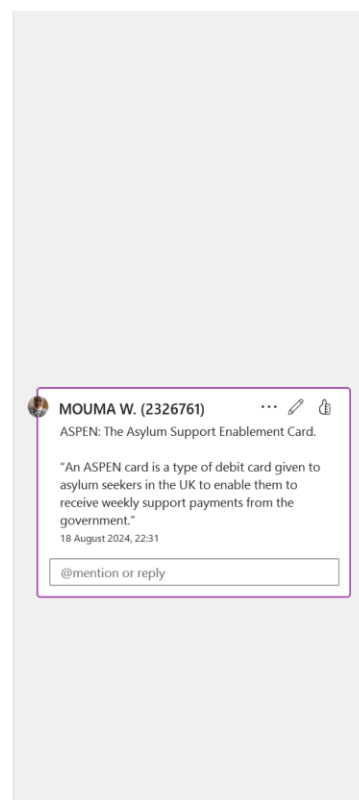 MOUMA W. (2326761)
ASPEN: The Asylum Support Enablement Card.
“An ASPEN card is a type of debit card given to
asylum seekers in the UK to enable them to
receive weekly support payments from the
government.”
18 August 2024, 22:31
@mention or reply